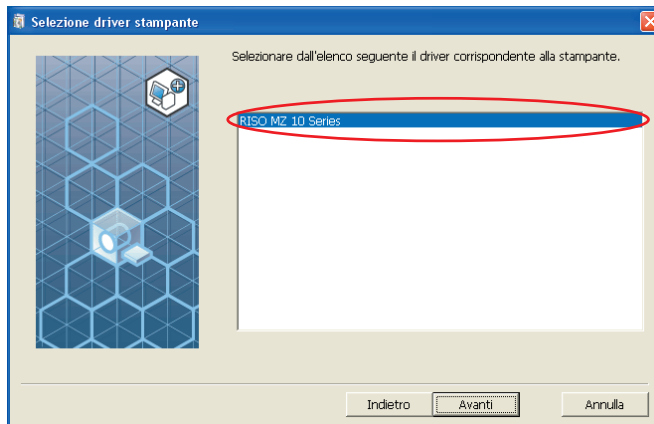 Selezione driver stampante
Selezionare dall'elenco seguente il driver corrispondente alla stampante.
RISO MZ 10 Series
Indietro
Avanti
Annulla